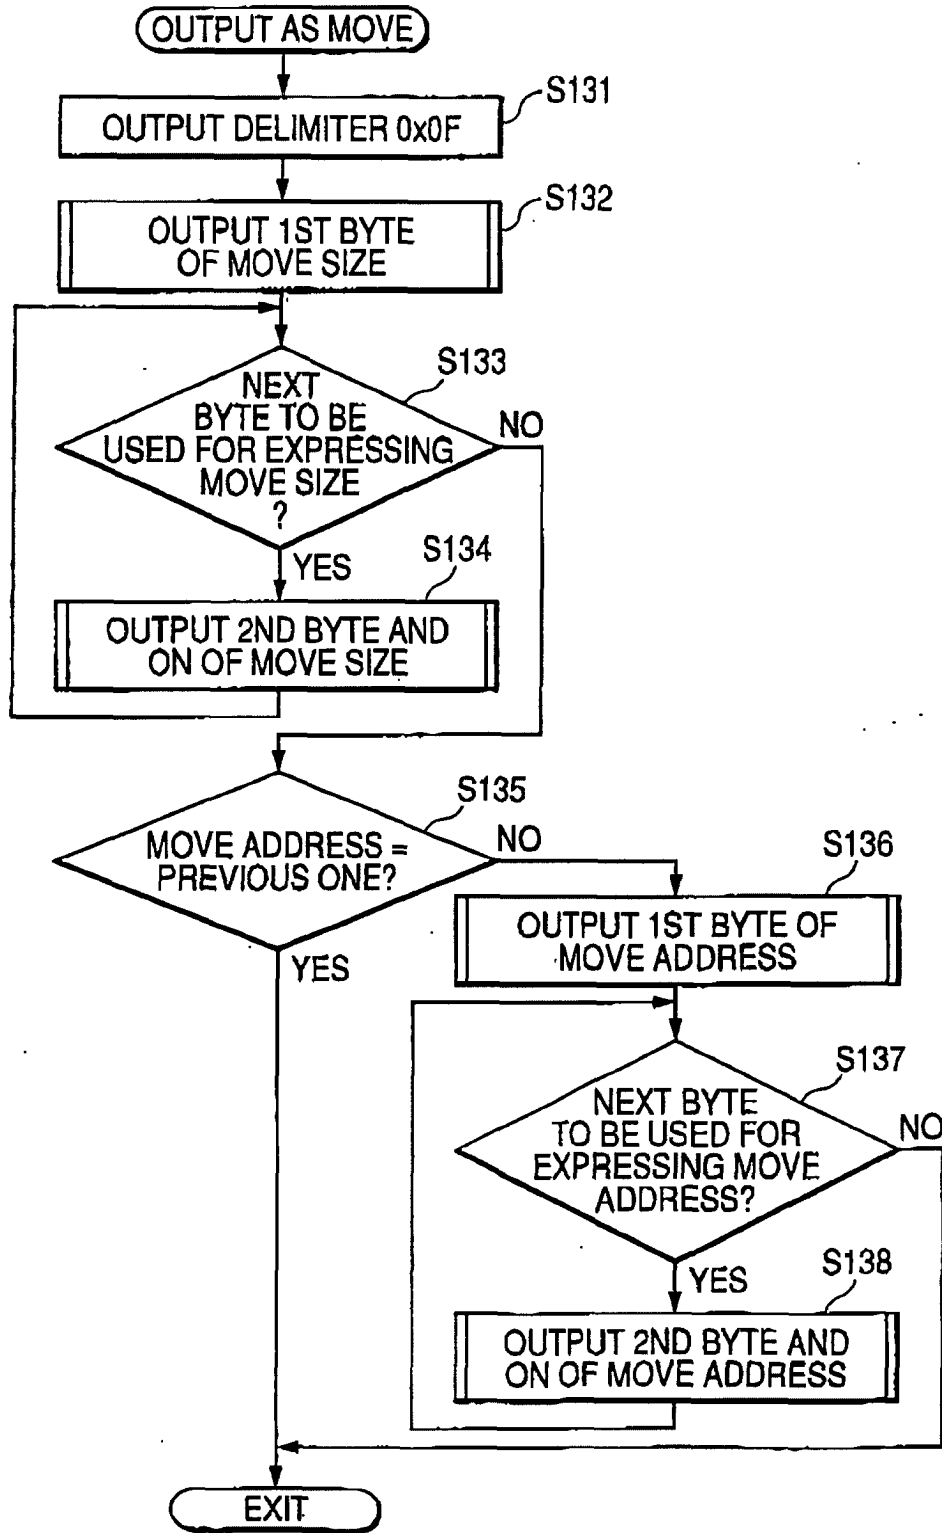 OUTPUT AS MOVE
S131
OUTPUT DELIMITER 0x0F
S132
OUTPUT 1ST BYTE
OF MOVE SIZE
S133
NEXT
BYTE TO BE
USED FOR EXPRESSING
MOVE SIZE
?
NO
YES
S134
OUTPUT 2ND BYTE AND
ON OF MOVE SIZE
S135
MOVE ADDRESS =
PREVIOUS ONE?
NO
YES
S136
OUTPUT 1ST BYTE OF
MOVE ADDRESS
S137
NEXT BYTE
TO BE USED FOR
EXPRESSING MOVE
ADDRESS?
NO
YES
S138
OUTPUT 2ND BYTE AND
ON OF MOVE ADDRESS
EXIT